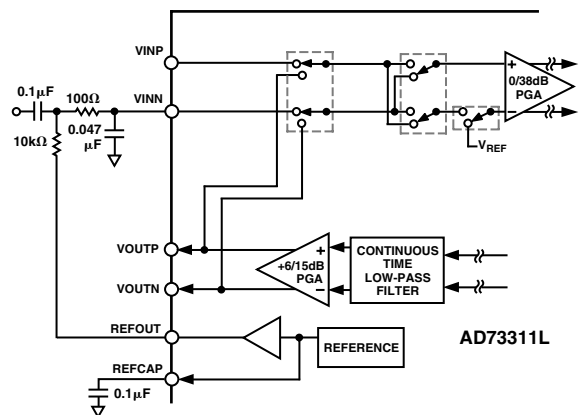 VINP
0.1μF
100Ω
VINN
0.047
μF
10kΩ
+
0/38dB
PGA
–
VREF
VOUTP
VOUTN
+
+6/15dB
PGA
–
CONTINUOUS
TIME
LOW-PASS
FILTER
REFOUT
REFERENCE
AD73311L
REFCAP
0.1μF